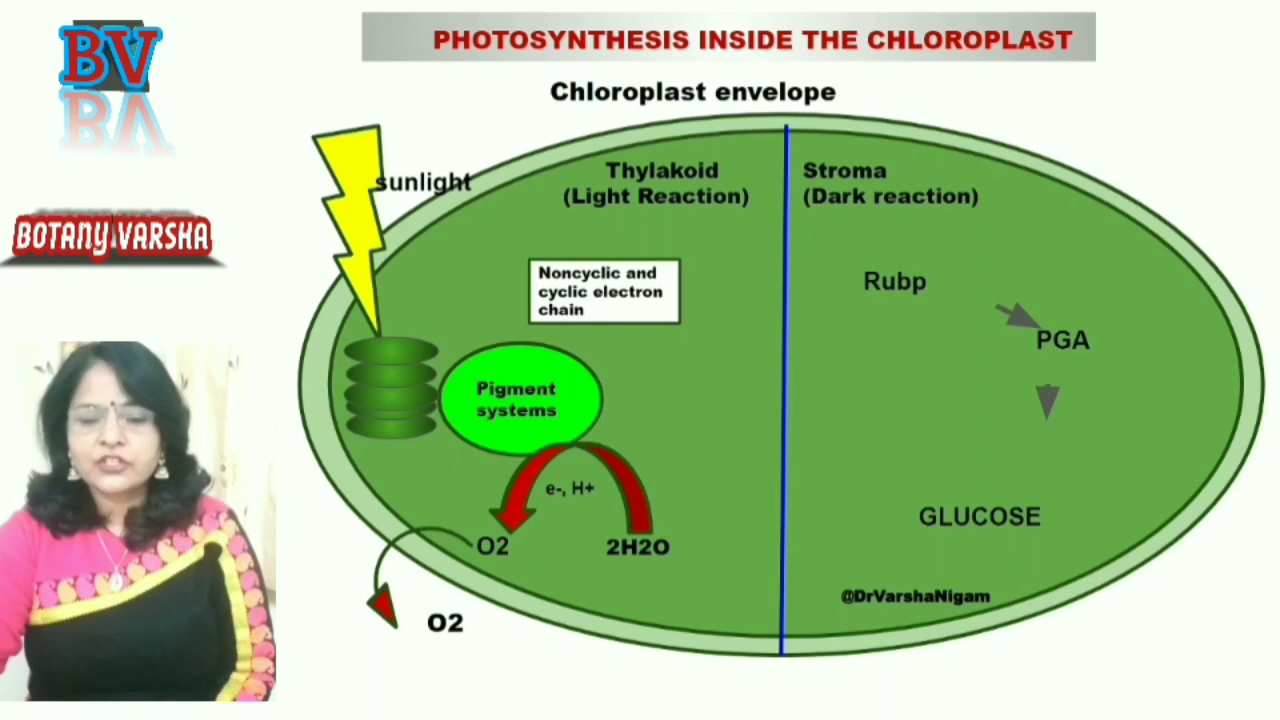 BV
BOTANY VARSHA
PHOTOSYNTHESIS INSIDE THE CHLOROPLAST
Chloroplast envelope
sunlight
Thylakoid
(Light Reaction)
Stroma
(Dark reaction)
Noncyclic and
cyclic electron
chain
Rubp
PGA
Pigment
systems
e-, H+
O2
2H2O
GLUCOSE
@DrVarshaNigam
O2